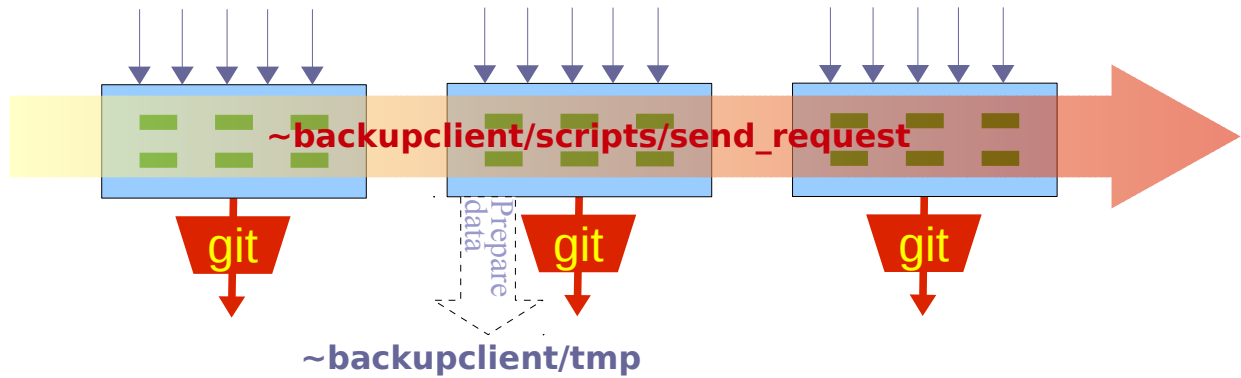 ~backupclient/scripts/send_request
Prepare
data
git
git
git
~backupclient/tmp